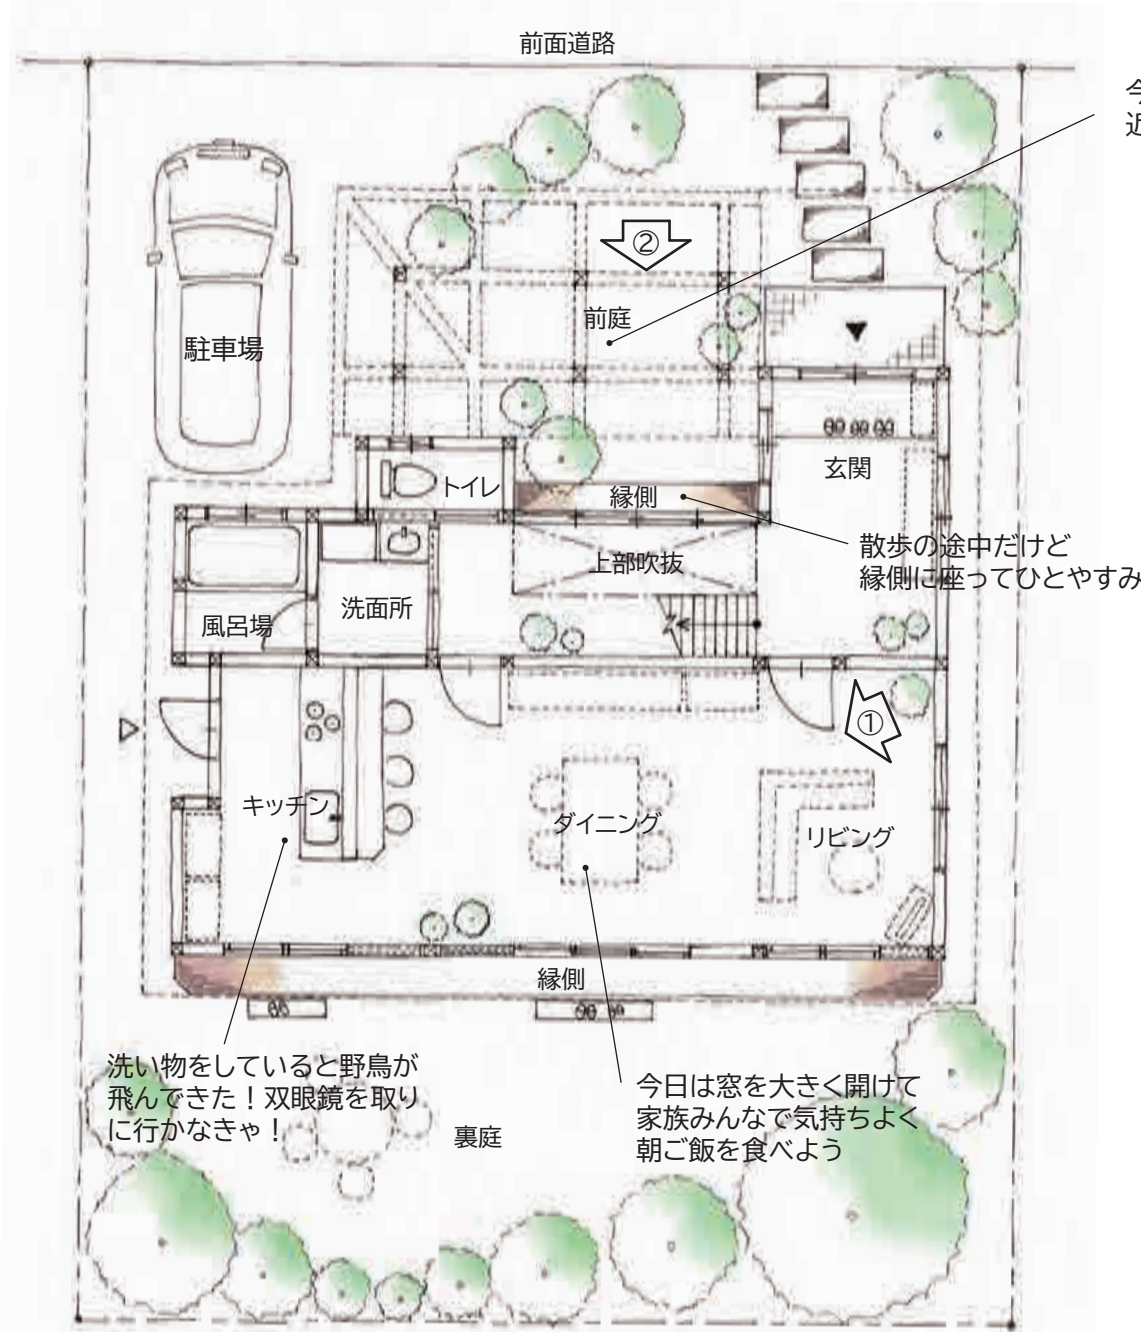 前面道路
今
近
②
前庭
駐車場
玄関
トイレ
縁側
散歩の途中だけど
縁側に座ってひとやすみ
上部吹抜
洗面所
風呂場
①
キッチン
ダイニング
リビング
縁側
洗い物をしていると野鳥が
飛んできた！双眼鏡を取り
に行かなきゃ！
今日は窓を大きく開けて
家族みんなで気持ちよく
朝ご飯を食べよう
裏庭